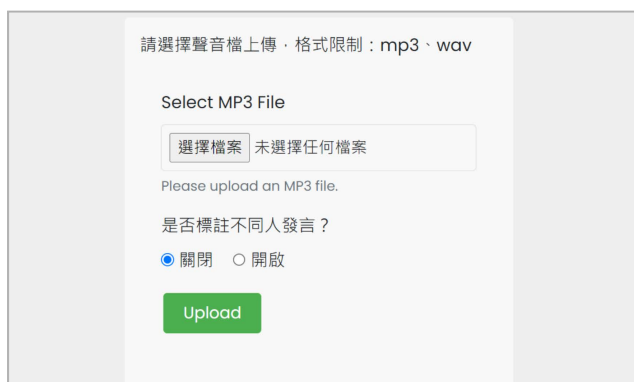 請選擇聲音檔上傳，格式限制：mp3、wav
Select MP3 File
選擇檔案 未選擇任何檔案
Please upload an MP3 file.
是否標註不同人發言？
關閉 開啟
Upload